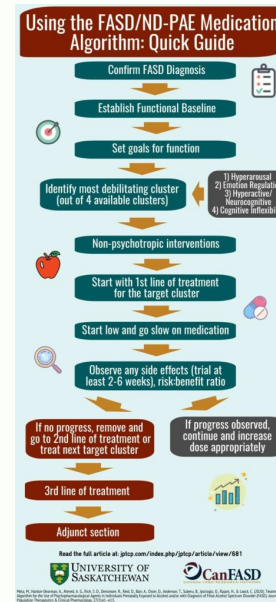 Using the FASD/ND-PAE Medication
Algorithm: Quick Guide
Confirm FASD Diagnosis
Establish Functional Baseline
Set goals for function
Identify most debilitating cluster
(out of 4 available clusters)
1) Hyperarousal
2) Emotion Regulatio
3) Hyperactive/
Neurocognitive
4) Cognitive Inflexibi
Non-psychotropic interventions
Start with 1st line of treatment
for the target cluster
Start low and go slow on medication
Observe any side effects (trial at
least 2-6 weeks), risk:benefit ratio
If no progress, remove and
go to 2nd line of treatment or
treat next target cluster
If progress observed,
continue and increase
dose appropriately
3rd line of treatment
Adjunct section
Read the full article at: jptcp.com/index.php/jptcp/article/view/681
UNIVERSITY OF
SASKATCHEWAN
CanFASD